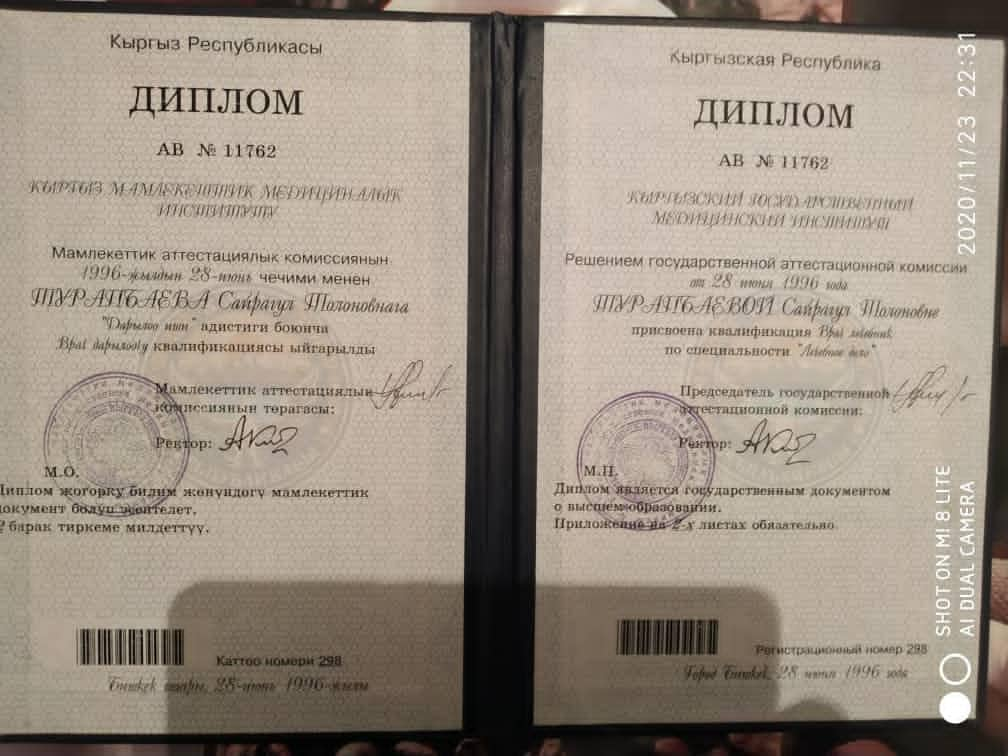 Кыргыз Республикасы
ДИПЛОМ
АВ № 11762
КЫРГЫЗ МАМЛЕКЕТТИК МЕДИЦИНАЛЫК
ИНСТИТУТУ
Мамлекеттик аттестациялык комиссиянын
1996-жылдын 28-июнь чечими менен
ТУРАПБАЕВА Сайрагул Толоновнага
"Дарылоо иши" адистиги боюнча
Врач дарылоочу квалификациясы ыйгарылды
Мамлекеттик аттестациялык
комиссиянын торагасы:
Ректор:
М.О.
Диплом жогорку билим жөнүндөгү мамлекеттик
документ болуп эсептелет.
2 барак тиркеме милдеттүү.
Каттоо номери 298
Бишкек шаары, 28-июнь 1996-жылы
Кыргызская Республика
ДИПЛОМ
АВ № 11762
КЫРГЫЗСКИЙ ГОСУДАРСТВЕННЫЙ
МЕДИЦИНСКИЙ ИНСТИТУТ
Решением государственной аттестационной комиссии
от 28 июня 1996 года
ТУРАПБАЕВОЙ Сайрагул Толоновне
присвоена квалификация Врач лечебник
по специальности "Лечебное дело"
Председатель государственной
аттестационной комиссии:
Ректор:
М.П.
Диплом является государственным документом
о высшем образовании.
Приложение на 2-х листах обязательно.
Регистрационный номер 298
Город Бишкек, 28 июня 1996 года
2020/11/23 22:31
SHOT ON MI 8 LITE
AI DUAL CAMERA